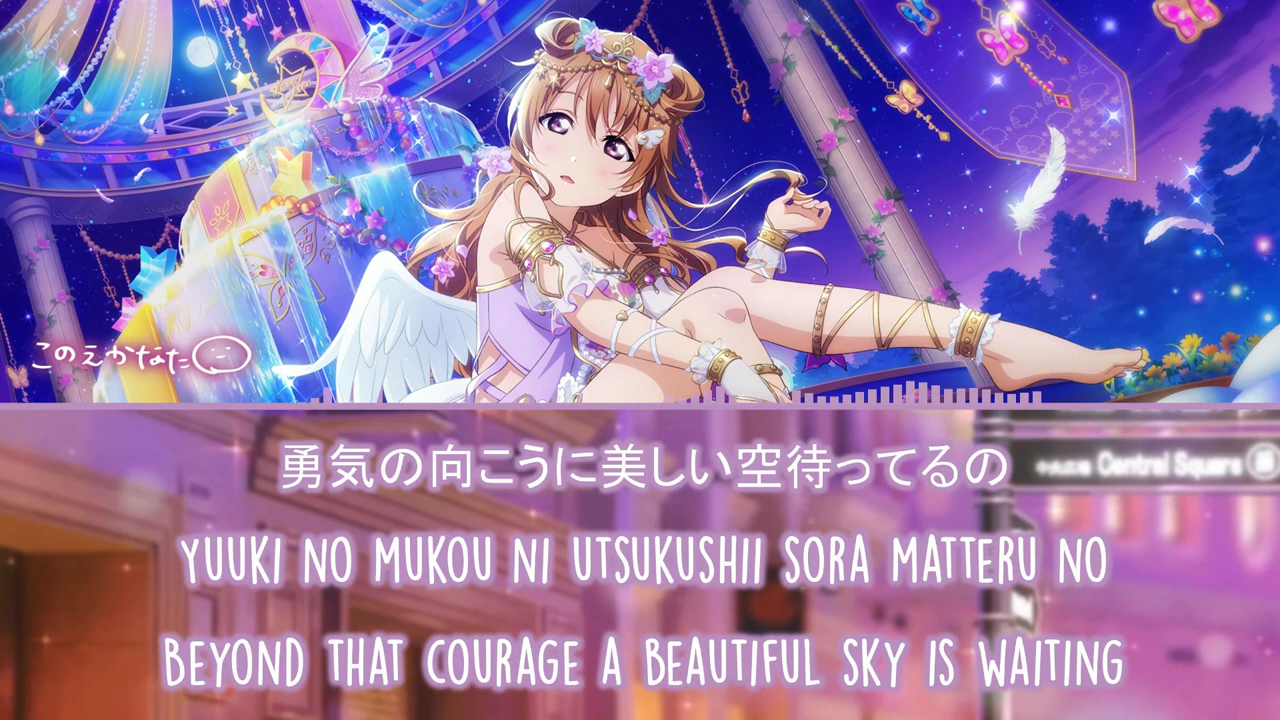 このえかなた
勇気の向こうに美しい空待ってるの
Central Square
YUUKI NO MUKOU NI UTSUKUSHII SORA MATTERU NO
BEYOND THAT COURAGE A BEAUTIFUL SKY IS WAITING